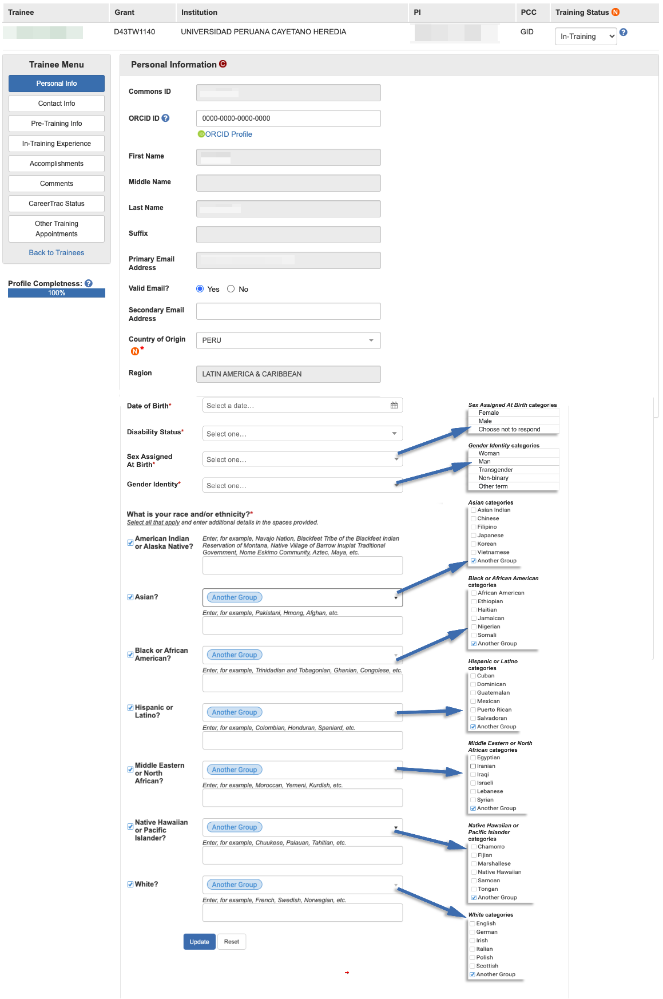 Trainee Grant Institution PI PCC Training Status N
D43TW1140 UNIVERSIDAD PERUANA CAYETANO HEREDIA GID In-Training ?
Trainee Menu
Personal Info
Contact Info
Pre-Training Info
In-Training Experience
Accomplishments
Comments
CareerTrac Status
Other Training
Appointments
Back to Trainees
Profile Completness: ?
100%
Personal Information C
Commons ID
ORCID ID ? 0000-0000-0000-0000
iD ORCID Profile
First Name
Middle Name
Last Name
Suffix
Primary Email
Address
Valid Email? Yes No
Secondary Email
Address
Country of Origin PERU
N *
Region LATIN AMERICA & CARIBBEAN
Date of Birth* Select a date...
Disability Status* Select one...
Sex Assigned
At Birth* Select one...
Gender Identity* Select one...
What is your race and/or ethnicity?*
Select all that apply and enter additional details in the spaces provided.
American Indian
or Alaska Native?
Enter, for example, Navajo Nation, Blackfeet Tribe of the Blackfeet Indian
Reservation of Montana, Native Village of Barrow Inupiat Traditional
Government, Nome Eskimo Community, Aztec, Maya, etc.
Asian? Another Group
Enter, for example, Pakistani, Hmong, Afghan, etc.
Black or African
American?
Another Group
Enter, for example, Trinidadian and Tobagonian, Ghanian, Congolese, etc.
Hispanic or
Latino?
Another Group
Enter, for example, Colombian, Honduran, Spaniard, etc.
Middle Eastern
or North
African?
Another Group
Enter, for example, Moroccan, Yemeni, Kurdish, etc.
Native Hawaiian
or Pacific
Islander?
Another Group
Enter, for example, Chuukese, Palauan, Tahitian, etc.
White? Another Group
Enter, for example, French, Swedish, Norwegian, etc.
Update Reset
Sex Assigned At Birth categories
Female
Male
Choose not to respond
Gender Identity categories
Woman
Man
Transgender
Non-binary
Other term
Asian categories
Asian Indian
Chinese
Filipino
Japanese
Korean
Vietnamese
Another Group
Black or African American
categories
African American
Ethiopian
Haitian
Jamaican
Nigerian
Somali
Another Group
Hispanic or Latino
categories
Cuban
Dominican
Guatemalan
Mexican
Puerto Rican
Salvadoran
Another Group
Middle Eastern or North
African categories
Egyptian
Iranian
Iraqi
Israeli
Lebanese
Syrian
Another Group
Native Hawaiian or
Pacific Islander
categories
Chamorro
Fijian
Marshallese
Native Hawaiian
Samoan
Tongan
Another Group
White categories
English
German
Irish
Italian
Polish
Scottish
Another Group